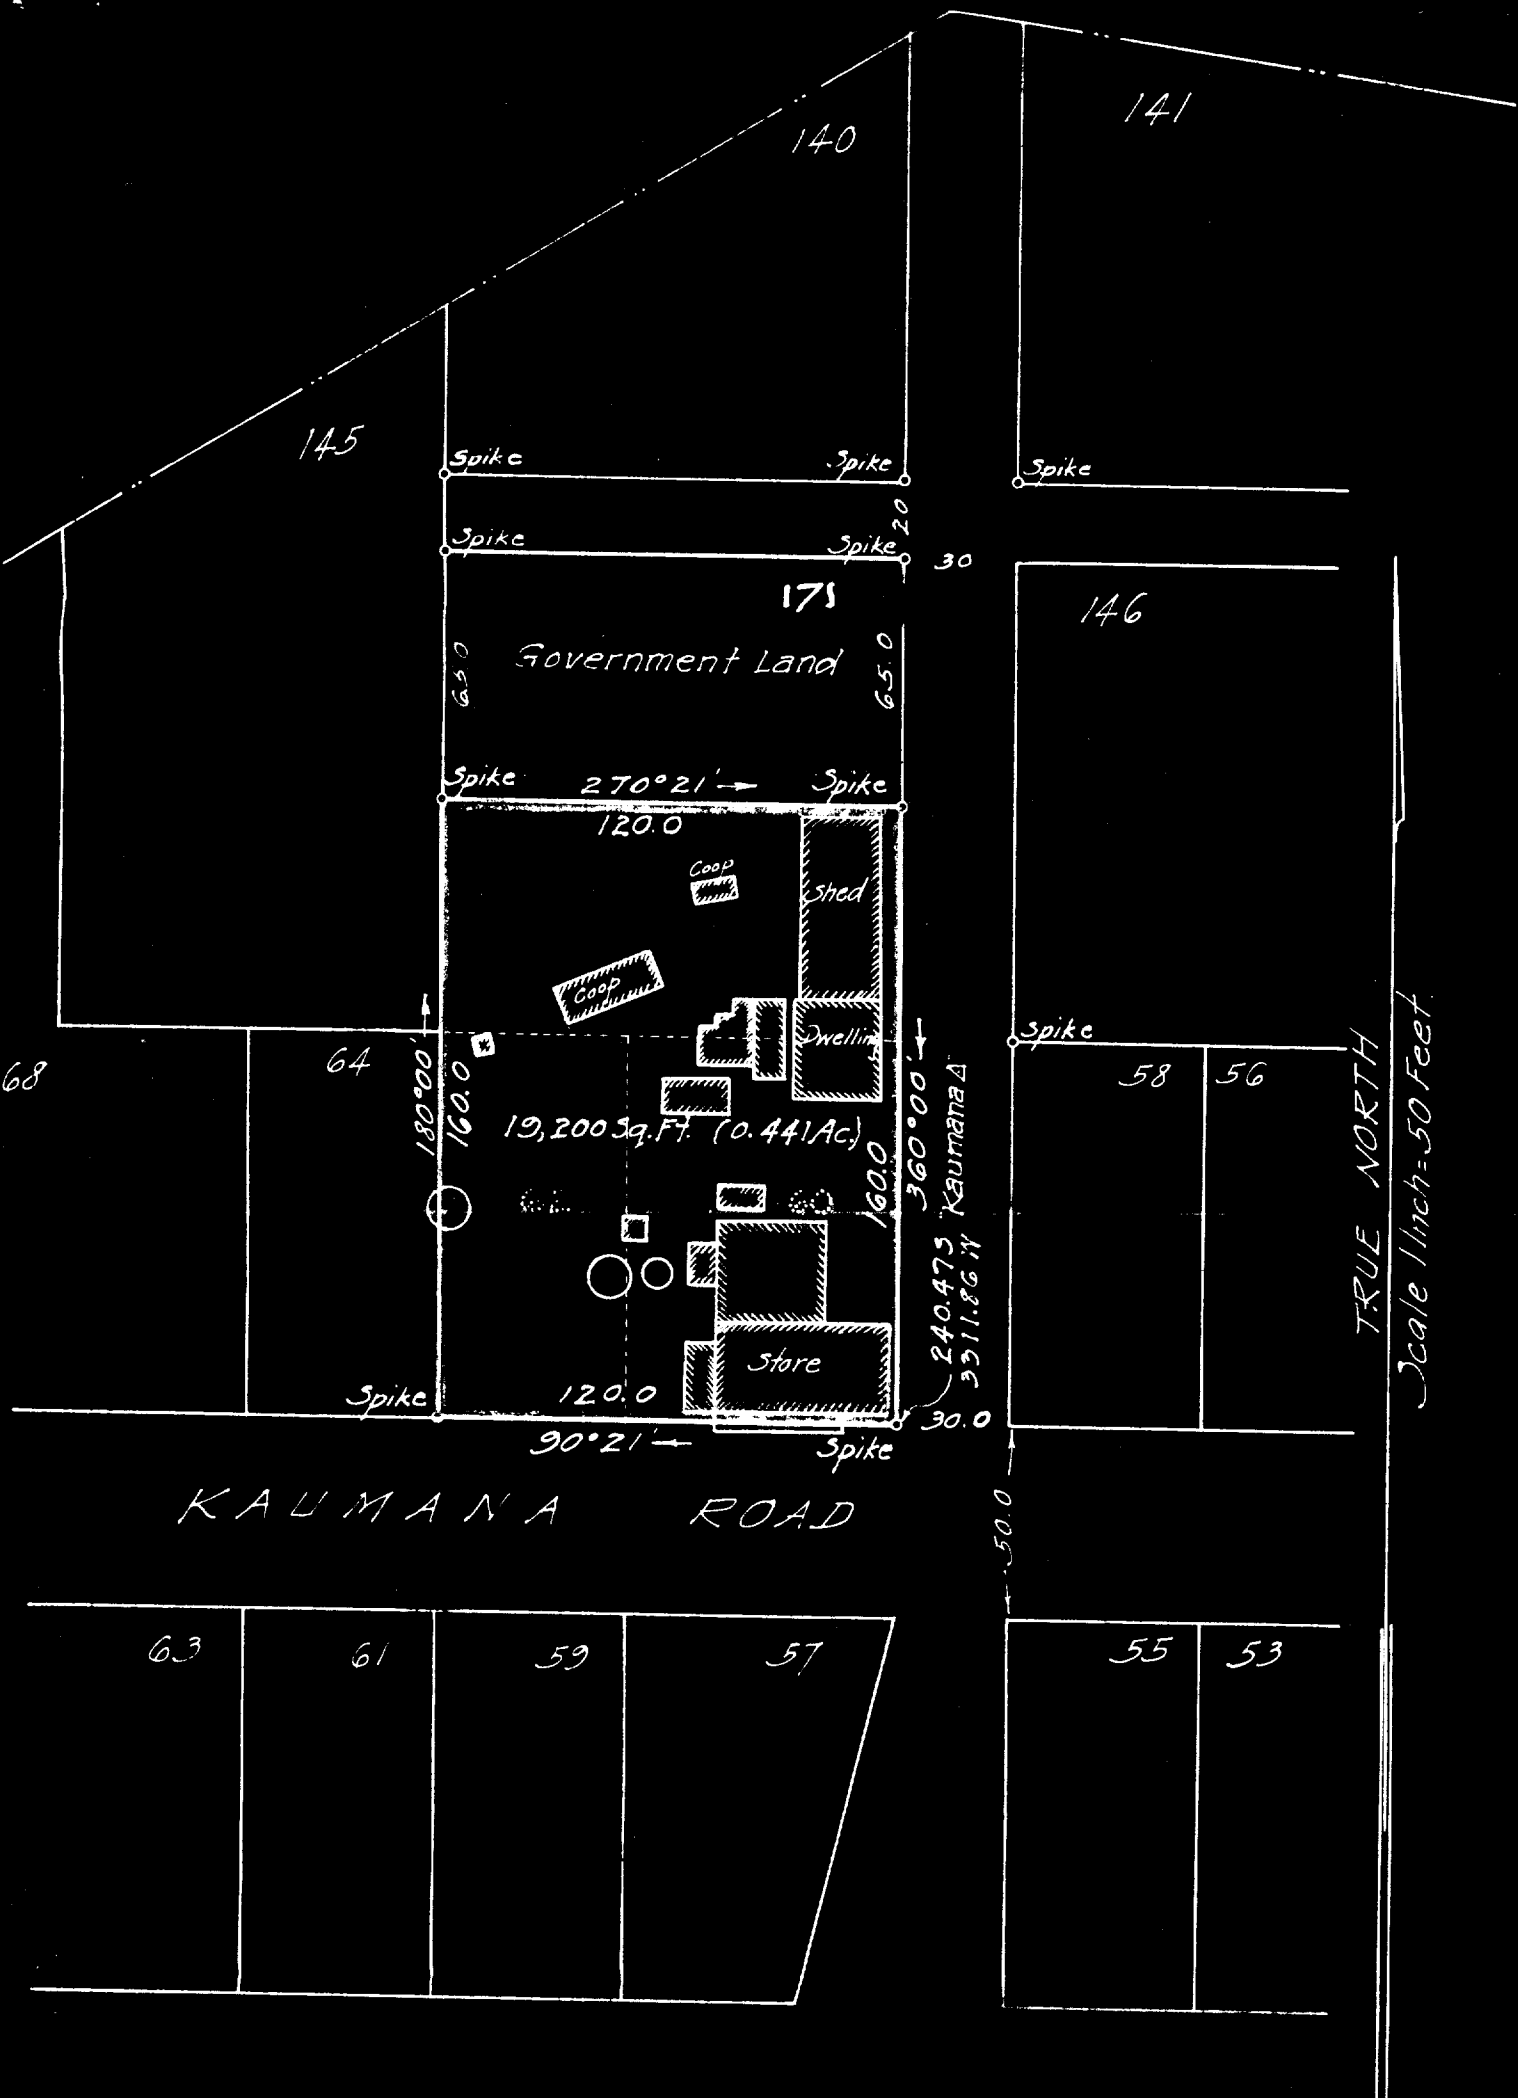 140
141
145
Spike
Spike
Spike
20
Spike
Spike
30
171
146
Government Land
65.0
65.0
Spike
270°21'
Spike
120.0
Coop
Shed
Coop
Dwelling
Spike
68
64
58
56
180°00'
160.0
19,200 Sq.Ft. (0.441Ac.)
160.0
360°00'
240.47S
3311.86 W
Kaumana Δ
TRUE NORTH
Scale 1 Inch=50 Feet
Store
Spike
120.0
30.0
90°21'
Spike
KAUMANA ROAD
50.0
63
61
59
57
55
53